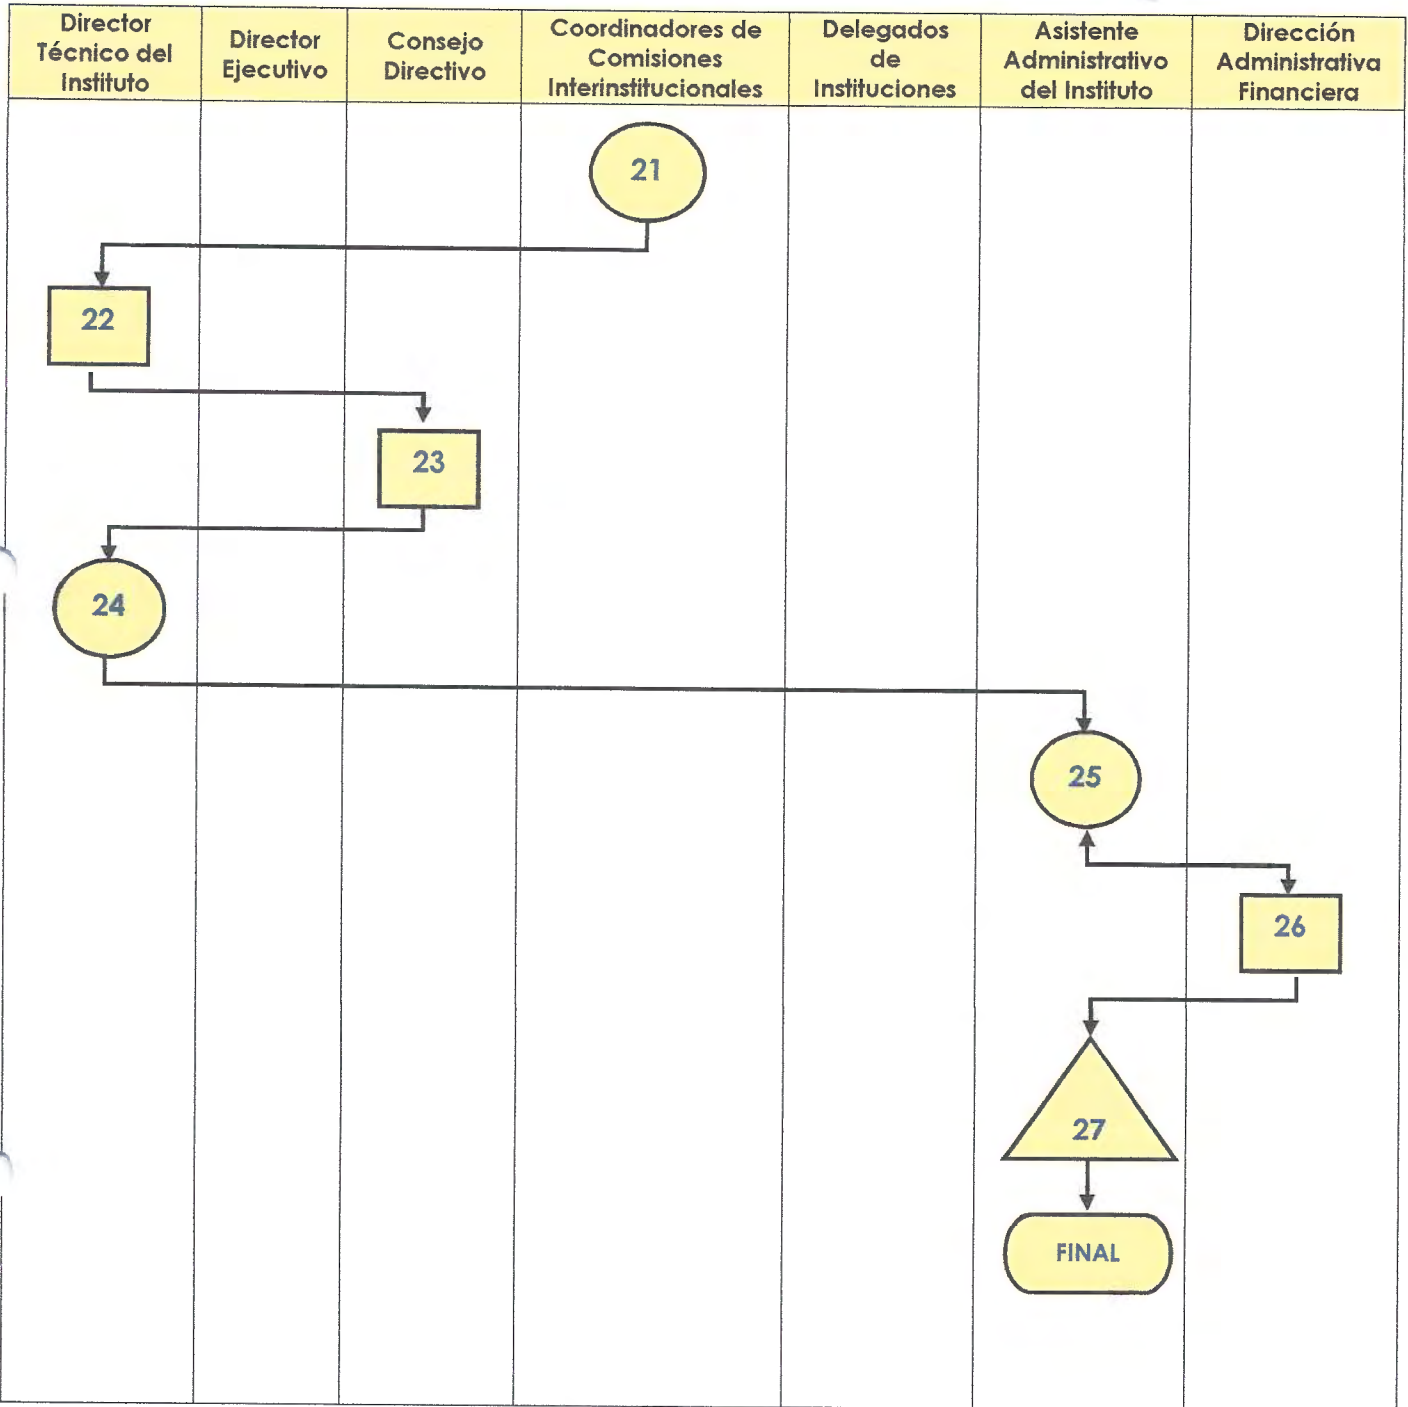 Director
Técnico del
Instituto
Director
Ejecutivo
Consejo
Directivo
Coordinadores de
Comisiones
Interinstitucionales
Delegados
de
Instituciones
Asistente
Administrativo
del Instituto
Dirección
Administrativa
Financiera
21
22
23
24
25
26
27
FINAL